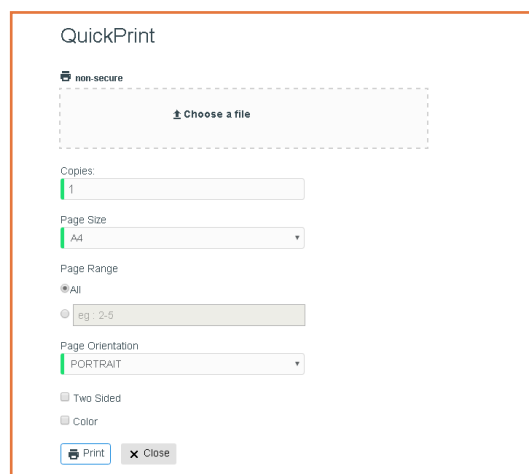 QuickPrint
non-secure
Choose a file
Copies:
1
Page Size
A4
Page Range
All
eg : 2-5
Page Orientation
PORTRAIT
Two Sided
Color
Print Close